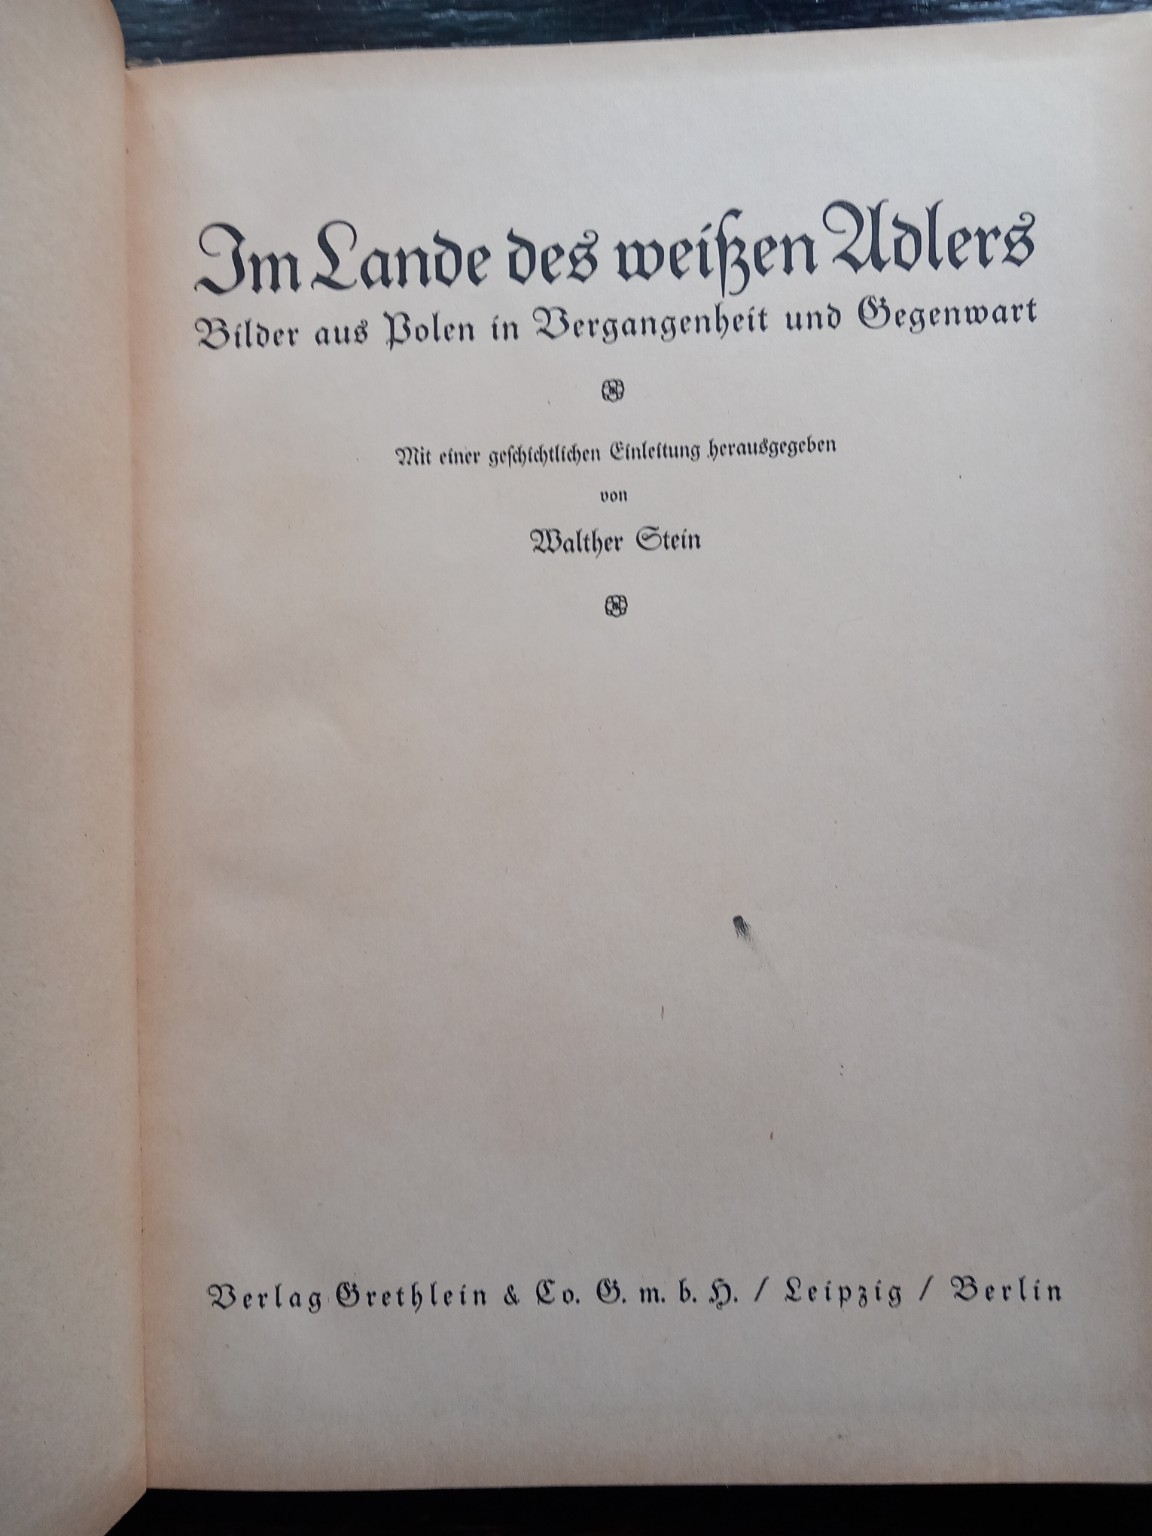 Im Lande des weißen Adlers
Bilder aus Polen in Vergangenheit und Gegenwart
Mit einer geschichtlichen Einleitung herausgegeben
von
Walther Stein
Verlag Grethlein & Co. G. m. b. H. / Leipzig / Berlin